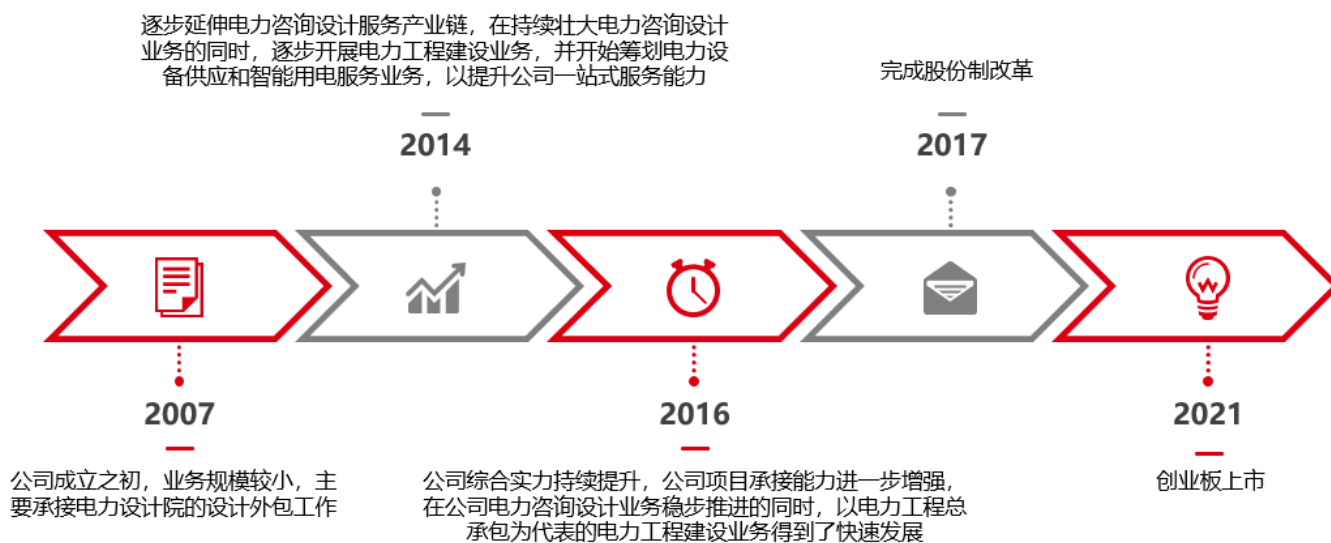 逐步延伸电力咨询设计服务产业链，在持续壮大电力咨询设计
业务的同时，逐步开展电力工程建设业务，并开始筹划电力设
备供应和智能用电服务业务，以提升公司一站式服务能力
2014
完成股份制改革
2017
2007
公司成立之初，业务规模较小，主
要承接电力设计院的设计外包工作
2016
公司综合实力持续提升，公司项目承接能力进一步增强，
在公司电力咨询设计业务稳步推进的同时，以电力工程总
承包为代表的电力工程建设业务得到了快速发展
2021
创业板上市